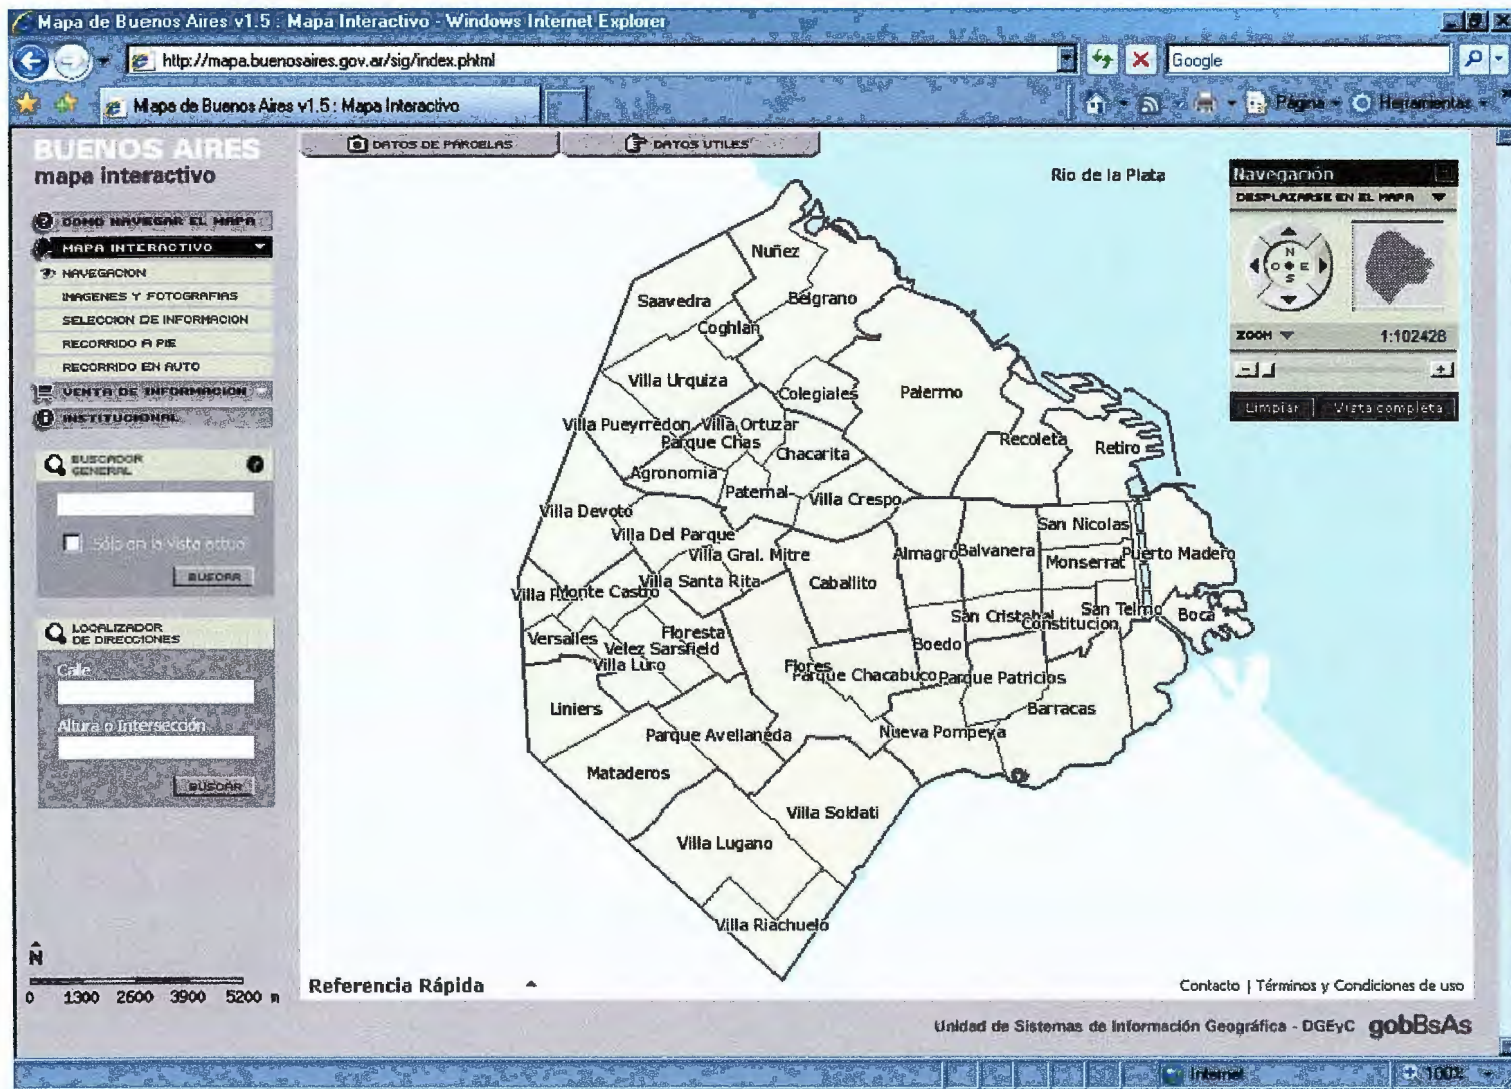 Mapa de Buenos Aires v1.5 : Mapa Interactivo - Windows Internet Explorer
http://mapa.buenosaires.gov.ar/sig/index.phtml
Google
Mapa de Buenos Aires v1.5 : Mapa Interactivo
Página
Herramientas
BUENOS AIRES
mapa interactivo
DATOS DE PARCELAS
DATOS UTILES
COMO NAVEGAR EL MAPA
MAPA INTERACTIVO
NAVEGACION
IMAGENES Y FOTOGRAFIAS
SELECCION DE INFORMACION
RECORRIDO A PIE
RECORRIDO EN AUTO
VENTA DE INFORMACION
INSTITUCIONAL
BUSCADOR
GENERAL
Sólo en la vista actual
BUSCAR
LOCALIZADOR
DE DIRECCIONES
Calle
Altura o Intersección
BUSCAR
N
0 1300 2600 3900 5200 m
Rio de la Plata
Navegación
DESPLAZARSE EN EL MAPA
N
O E
S
ZOOM 1:102428
Limpiar Vista completa
Nuñez
Saavedra
Belgrano
Coghlan
Villa Urquiza
Colegiales
Palermo
Villa Pueyrredon
Villa Ortuzar
Parque Chas
Chacarita
Recoleta
Retiro
Agronomia
Paternal
Villa Crespo
Villa Devoto
Villa Del Parque
San Nicolas
Villa Gral. Mitre
Almagro
Balvanera
Monserrat
Puerto Madero
Villa Santa Rita
Caballito
Villa
Monte Castro
San Cristobal
San Telmo
Boca
Constitucion
Versalles
Floresta
Velez Sarsfield
Boedo
Villa Luro
Flores
Parque Chacabuco
Parque Patricios
Liniers
Barracas
Parque Avellaneda
Nueva Pompeya
Mataderos
Villa Soldati
Villa Lugano
Villa Riachuelo
Referencia Rápida
Contacto | Términos y Condiciones de uso
Unidad de Sistemas de Información Geográfica - DGEyC gobBsAs
Internet
100%